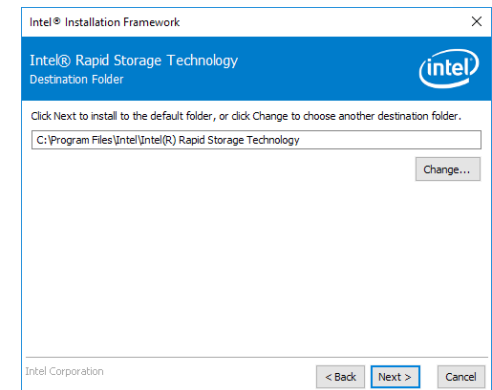 Intel® Installation Framework
Intel® Rapid Storage Technology
Destination Folder
intel
Click Next to install to the default folder, or click Change to choose another destination folder.
C:\Program Files\Intel\Intel(R) Rapid Storage Technology
Change...
Intel Corporation
< Back
Next >
Cancel